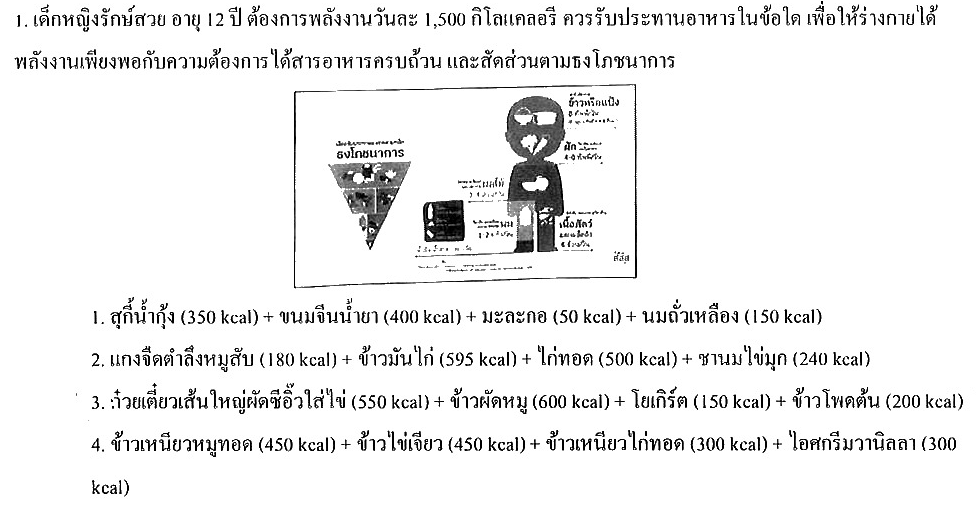 1. เด็กหญิงรักษ์สวย อายุ 12 ปี ต้องการพลังงานวันละ 1,500 กิโลแคลอรี ควรรับประทานอาหารในข้อใด เพื่อให้ร่างกายได้
พลังงานเพียงพอกับความต้องการ ได้สารอาหารครบถ้วน และสัดส่วนตามธงโภชนาการ
ธงโภชนาการ
ข้าวหรือแป้ง
ผัก
ผลไม้
นม
เนื้อสัตว์
1. สุกี้น้ำกุ้ง (350 kcal) + ขนมจีนน้ำยา (400 kcal) + มะละกอ (50 kcal) + นมถั่วเหลือง (150 kcal)
2. แกงจืดตำลึงหมูสับ (180 kcal) + ข้าวมันไก่ (595 kcal) + ไก่ทอด (500 kcal) + ชานมไข่มุก (240 kcal)
3. ก๋วยเตี๋ยวเส้นใหญ่ผัดซีอิ๊วใส่ไข่ (550 kcal) + ข้าวผัดหมู (600 kcal) + โยเกิร์ต (150 kcal) + ข้าวโพดต้น (200 kcal)
4. ข้าวเหนียวหมูทอด (450 kcal) + ข้าวไข่เจียว (450 kcal) + ข้าวเหนียวไก่ทอด (300 kcal) + ไอศกรีมวานิลลา (300
kcal)